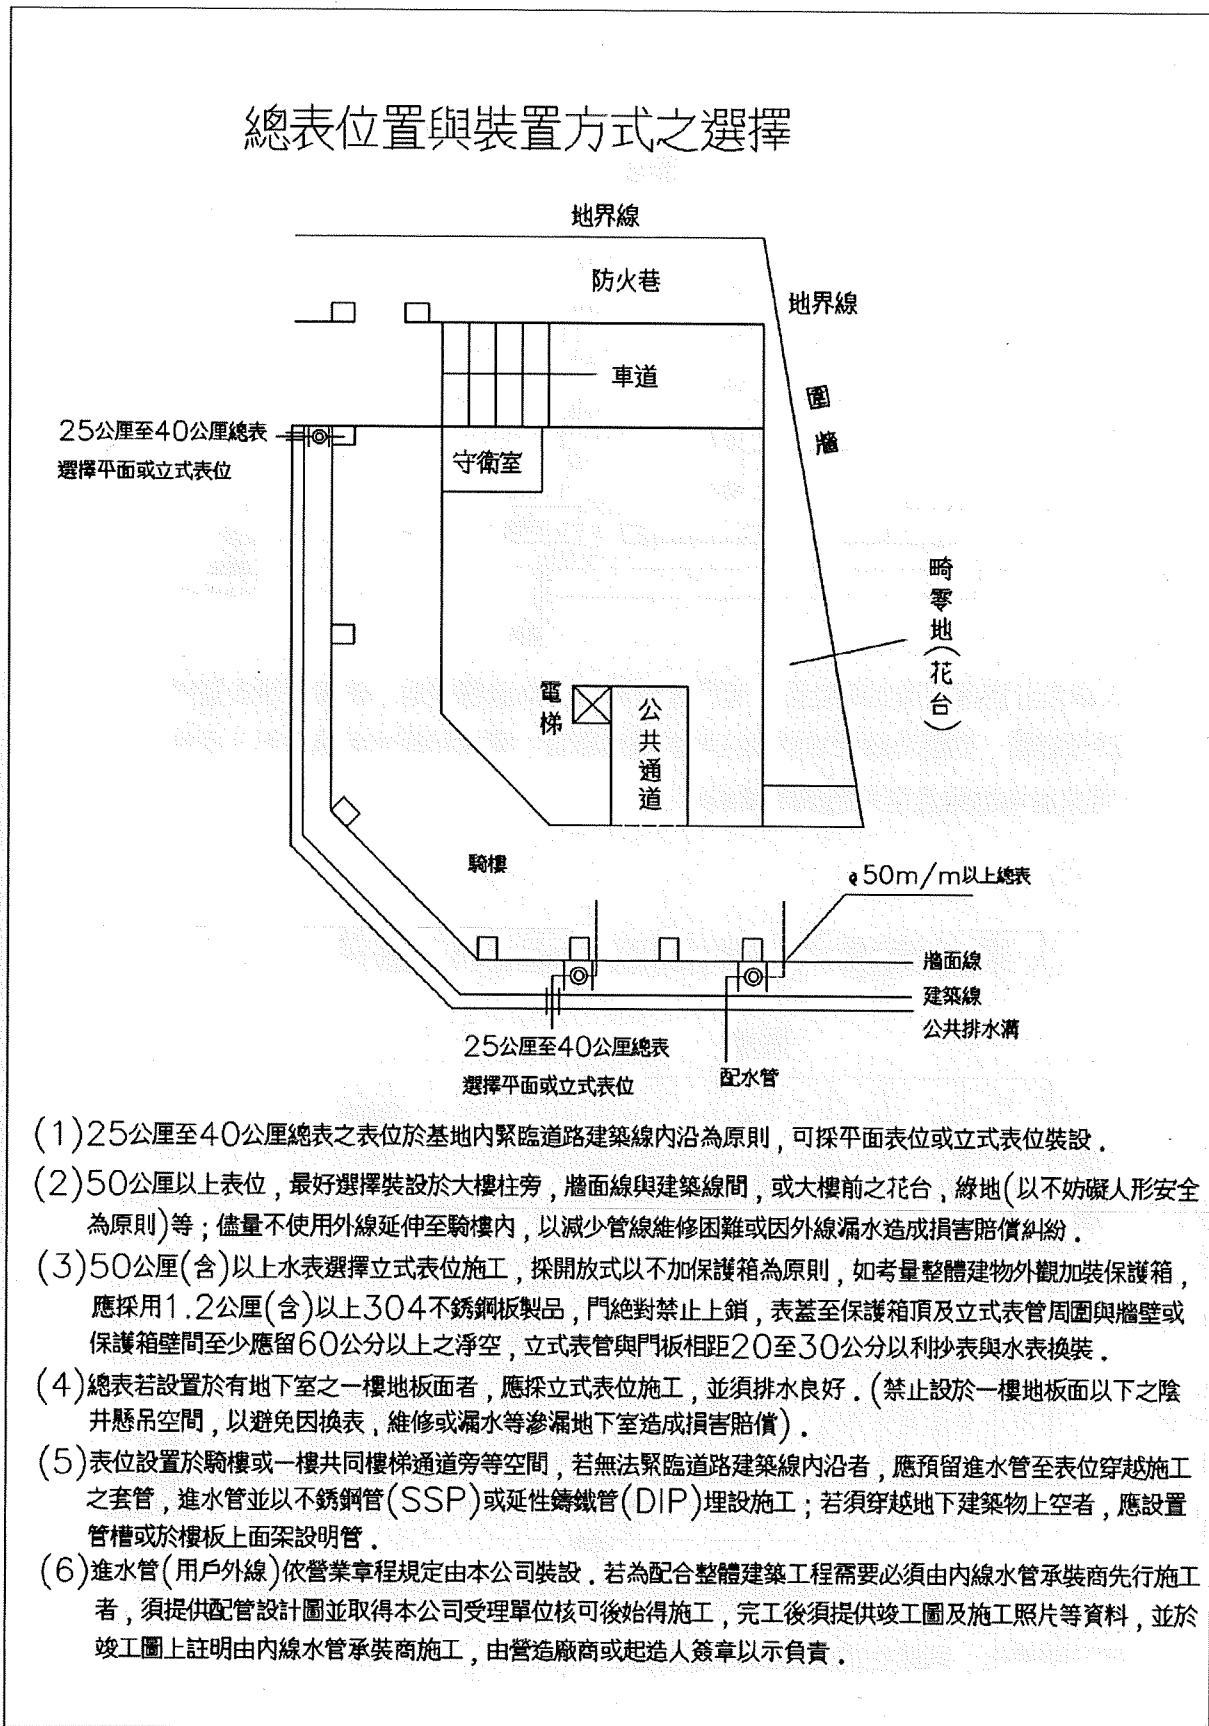 總表位置與裝置方式之選擇
地界線
防火巷
地界線
車道
圍牆
25公厘至40公厘總表
選擇平面或立式表位
守衛室
畸零地(花台)
電梯
公共通道
騎樓
50m/m以上總表
牆面線
建築線
公共排水溝
25公厘至40公厘總表
選擇平面或立式表位
配水管
(1)25公厘至40公厘總表之表位於基地內緊臨道路建築線內沿為原則,可採平面表位或立式表位裝設.
(2)50公厘以上表位,最好選擇裝設於大樓柱旁,牆面線與建築線間,或大樓前之花台,綠地(以不妨礙人形安全
為原則)等;儘量不使用外線延伸至騎樓內,以減少管線維修困難或因外線漏水造成損害賠償糾紛.
(3)50公厘(含)以上水表選擇立式表位施工,採開放式以不加保護箱為原則,如考量整體建物外觀加裝保護箱,
應採用1.2公厘(含)以上304不銹鋼板製品,門絕對禁止上鎖,表蓋至保護箱頂及立式表管周圍與牆壁或
保護箱壁間至少應留60公分以上之淨空,立式表管與門板相距20至30公分以利抄表與水表換裝.
(4)總表若設置於有地下室之一樓地板面者,應採立式表位施工,並須排水良好.(禁止設於一樓地板面以下之陰
井懸吊空間,以避免因換表,維修或漏水等滲漏地下室造成損害賠償).
(5)表位設置於騎樓或一樓共同樓梯通道旁等空間,若無法緊臨道路建築線內沿者,應預留進水管至表位穿越施工
之套管,進水管並以不銹鋼管(SSP)或延性鑄鐵管(DIP)埋設施工;若須穿越地下建築物上空者,應設置
管槽或於樓板上面架設明管.
(6)進水管(用戶外線)依營業章程規定由本公司裝設.若為配合整體建築工程需要必須由內線水管承裝商先行施工
者,須提供配管設計圖並取得本公司受理單位核可後始得施工,完工後須提供竣工圖及施工照片等資料,並於
竣工圖上註明由內線水管承裝商施工,由營造廠商或起造人簽章以示負責.